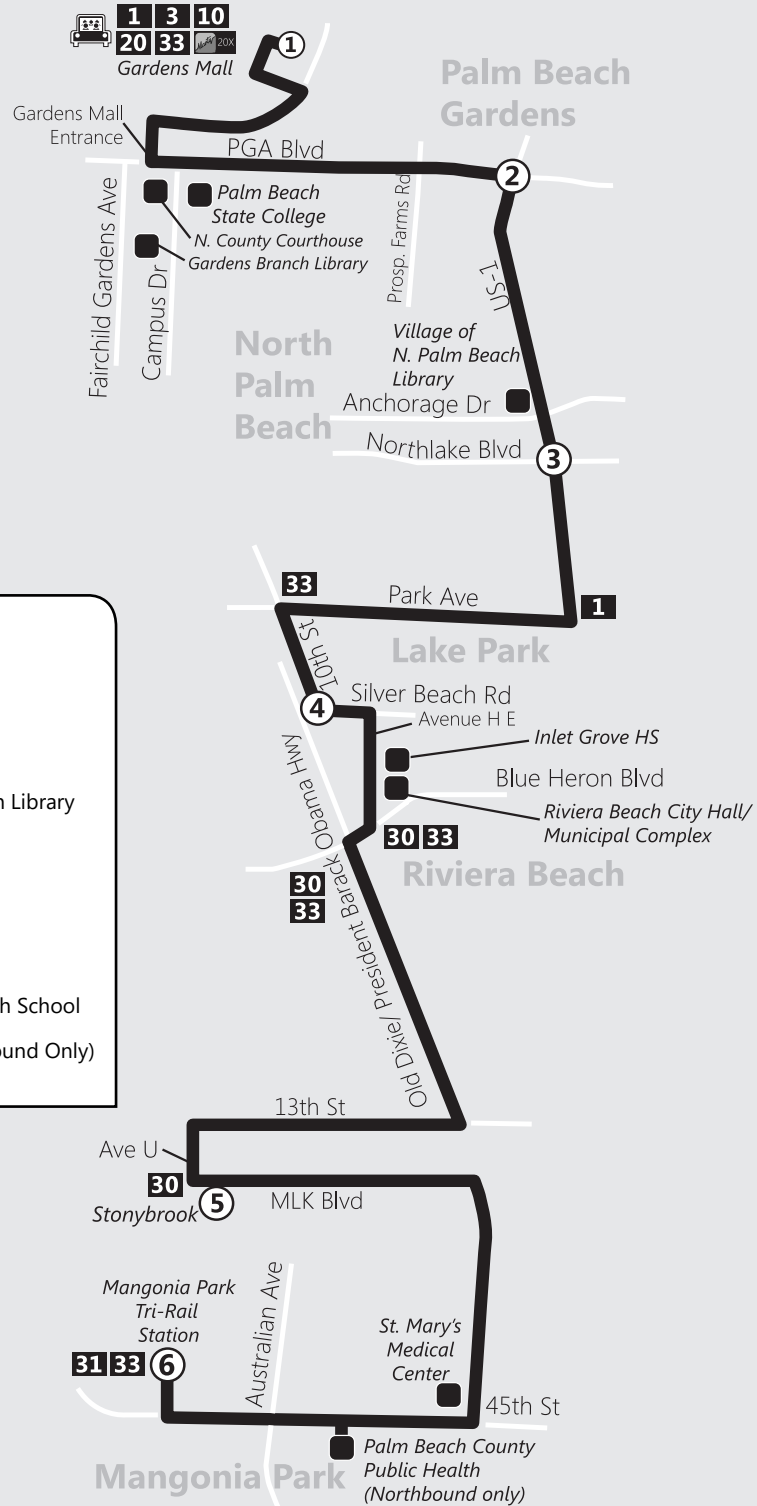 1 3 10
20 33 20X
Gardens Mall
1
Palm Beach
Gardens
Gardens Mall
Entrance
PGA Blvd
2
Fairchild Gardens Ave
Campus Dr
Palm Beach
State College
N. County Courthouse
Gardens Branch Library
Prosp. Farms Rd
US-1
North
Palm
Beach
Village of
N. Palm Beach
Library
Anchorage Dr
Northlake Blvd
3
33
Park Ave
1
Lake Park
10th St
4
Silver Beach Rd
Avenue H E
Inlet Grove HS
Blue Heron Blvd
Riviera Beach City Hall/
Municipal Complex
30 33
Riviera Beach
30
33
Old Dixie/ President Barack Obama Hwy
Library
School
Only)
13th St
Ave U
30
Stonybrook
5
MLK Blvd
Mangonia Park
Tri-Rail
Station
31 33 6
Australian Ave
St. Mary's
Medical
Center
45th St
Palm Beach County
Public Health
(Northbound only)
Mangonia Park